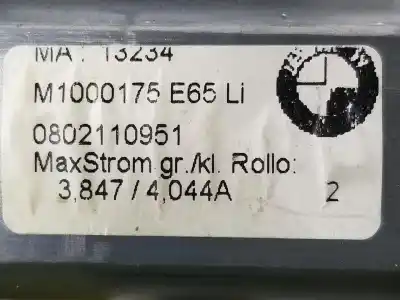 MA : 13234
M1000175 E65 Li
0802110951
MaxStrom gr./kl. Rollo:
3,847 / 4,044A
2